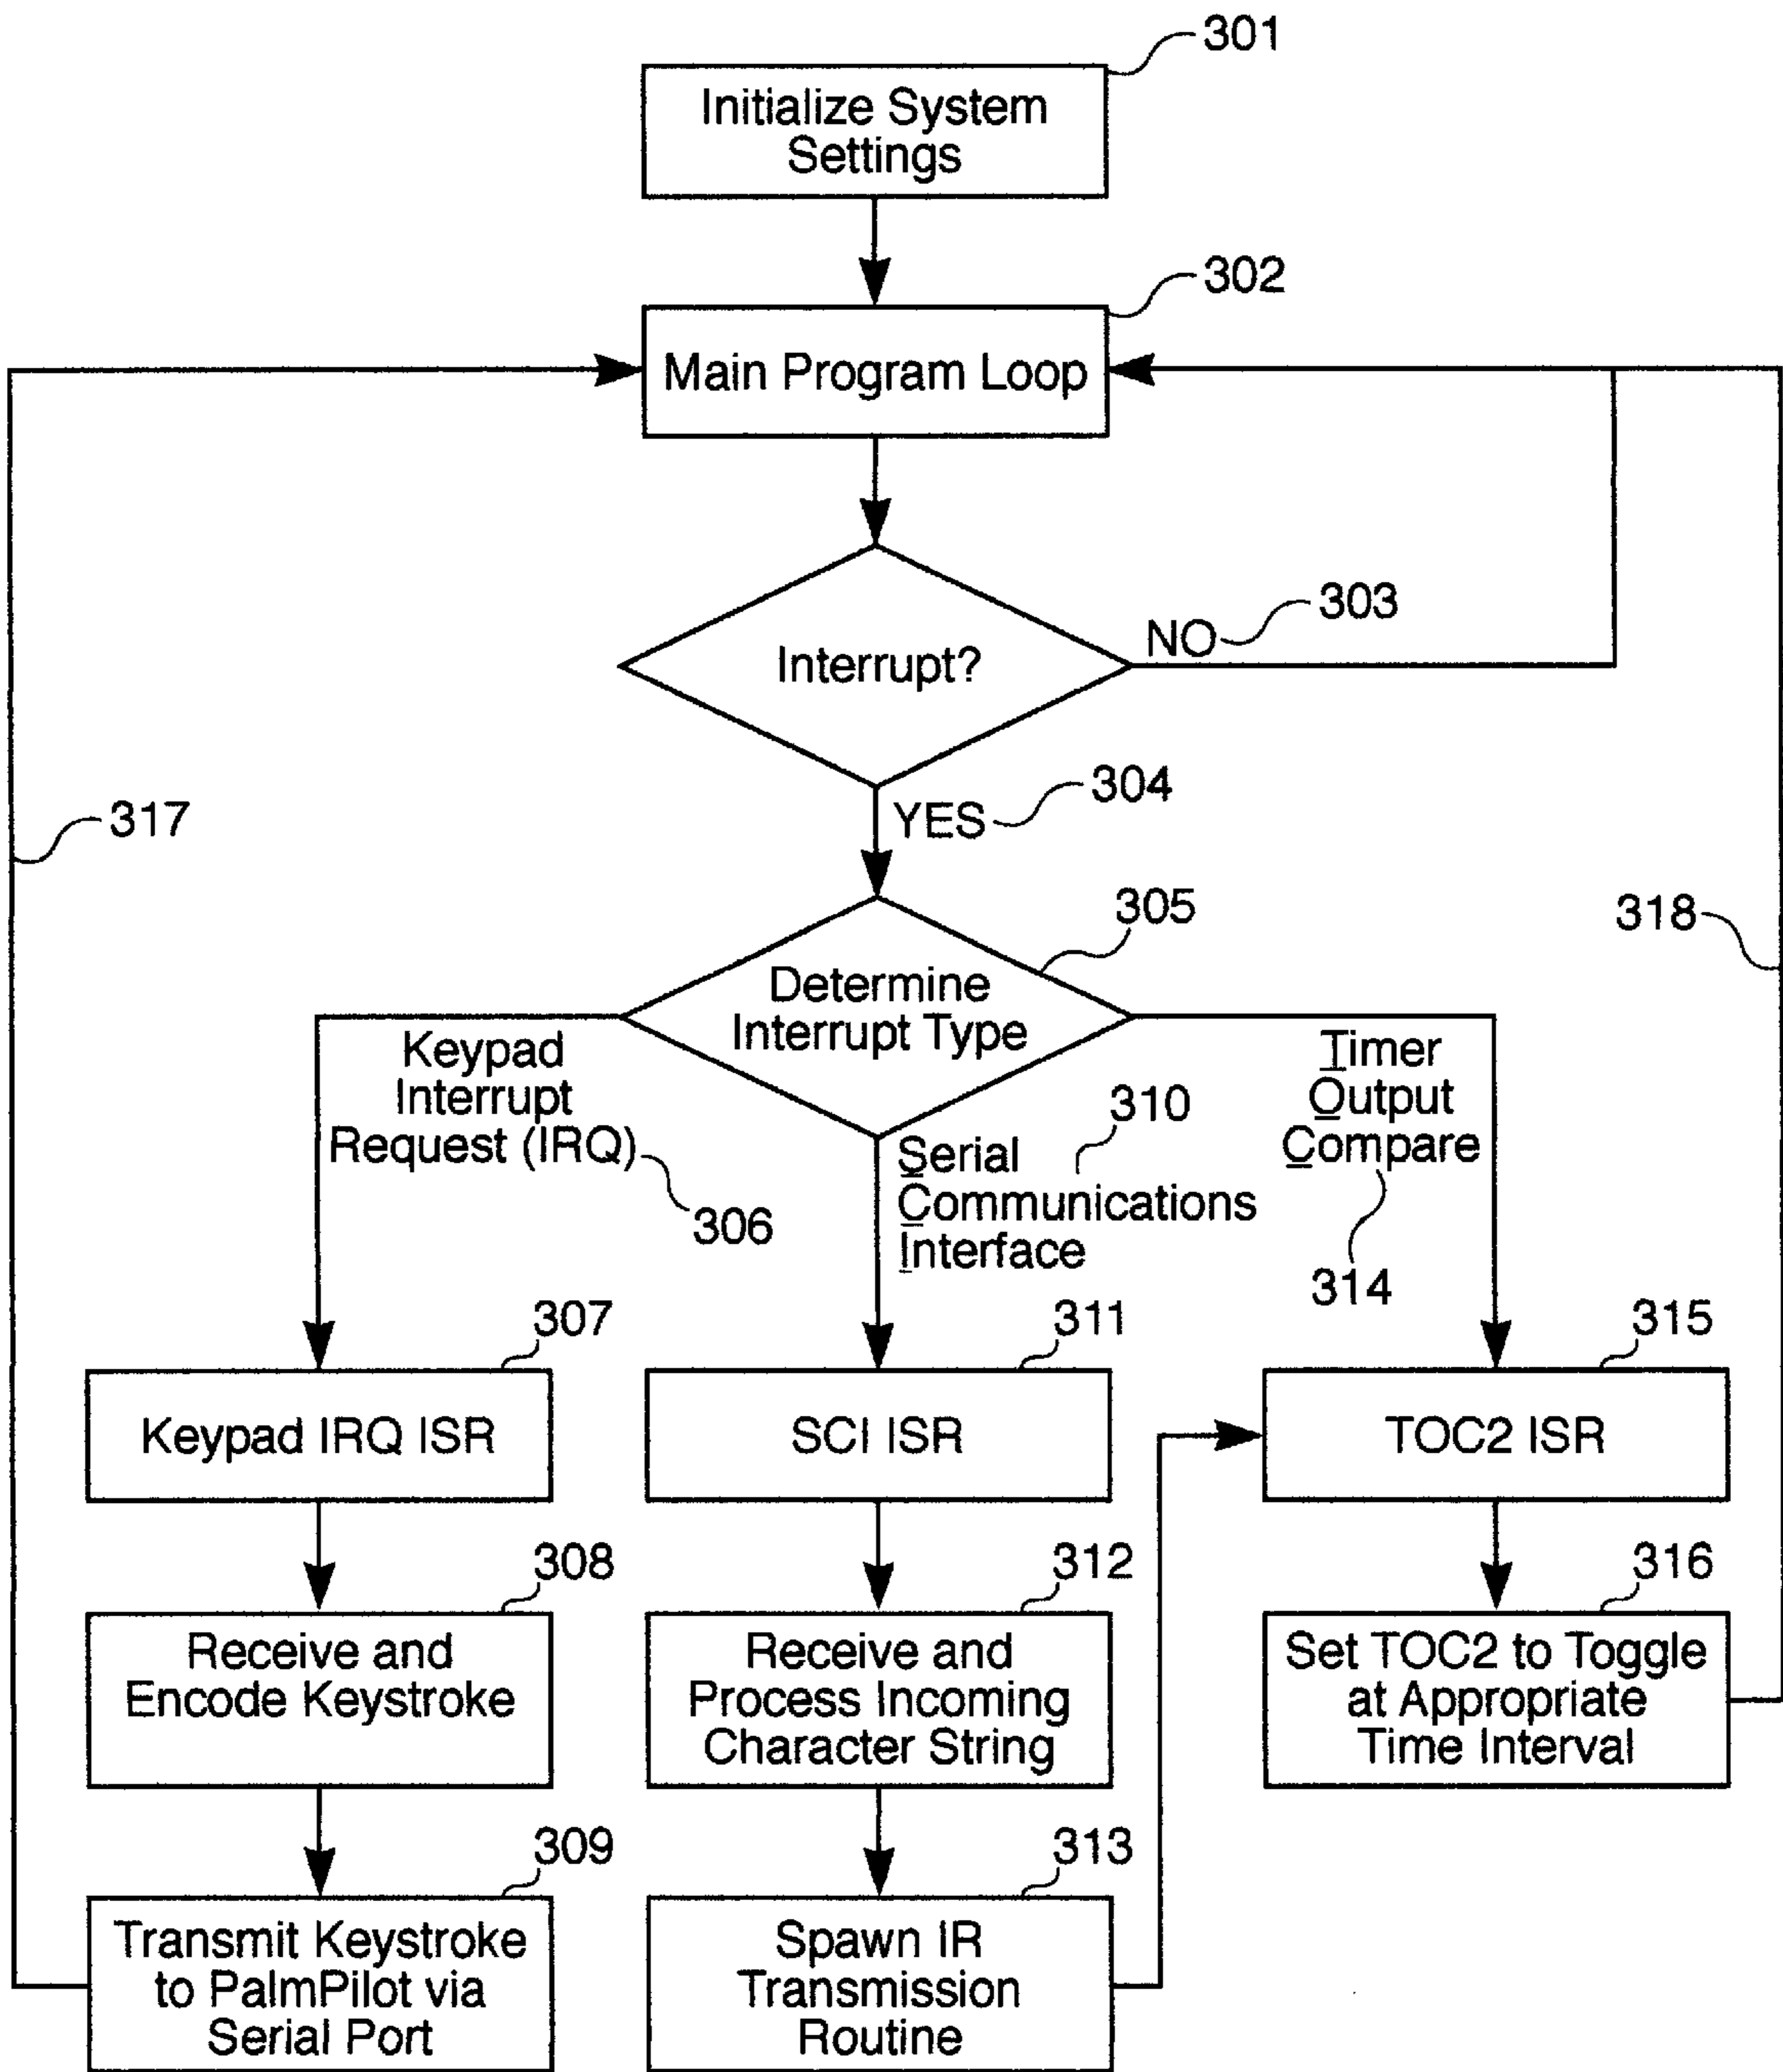 301
Initialize System
Settings
302
Main Program Loop
303
NO
Interrupt?
304
YES
317
305
318
Determine
Interrupt Type
Keypad
Interrupt
Request (IRQ)
306
310
Serial
Communications
Interface
Timer
Output
Compare
314
307
311
315
Keypad IRQ ISR
SCI ISR
TOC2 ISR
308
312
316
Receive and
Encode Keystroke
Receive and
Process Incoming
Character String
Set TOC2 to Toggle
at Appropriate
Time Interval
309
313
Transmit Keystroke
to PalmPilot via
Serial Port
Spawn IR
Transmission
Routine